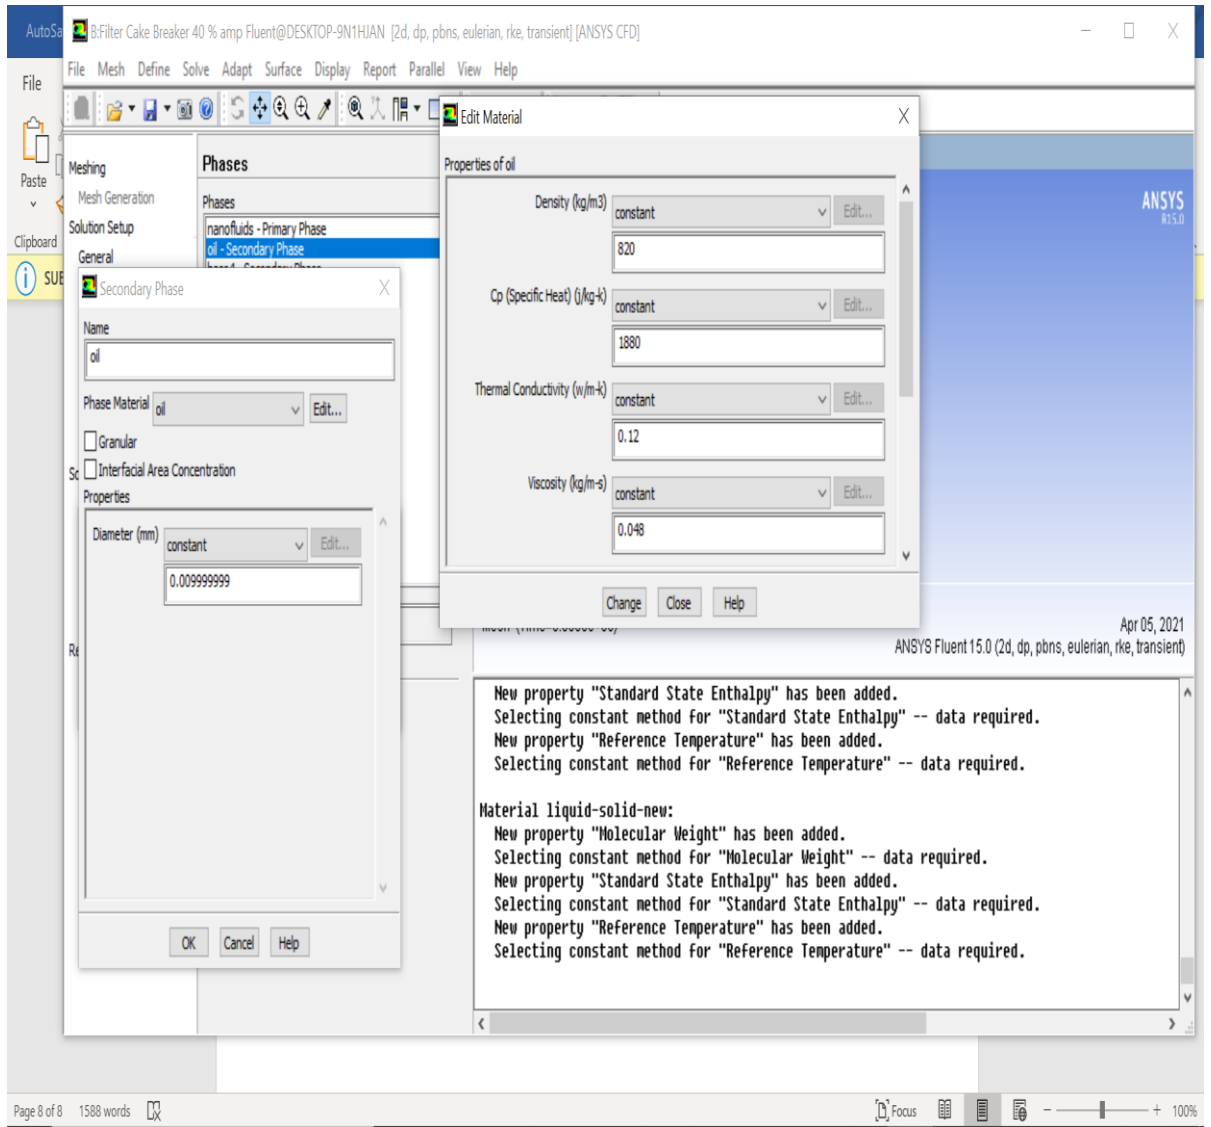 AutoSa
B:Filter Cake Breaker 40 % amp Fluent@DESKTOP-9N1HJAN [2d, dp, pbns, eulerian, rke, transient] [ANSYS CFD]
File
File Mesh Define Solve Adapt Surface Display Report Parallel View Help
Paste
Clipboard
SUB
Meshing
Mesh Generation
Solution Setup
General
Phases
Phases
nanofluids - Primary Phase
oil - Secondary Phase
Secondary Phase
Name
oil
Phase Material
oil
Edit...
Granular
Interfacial Area Concentration
Properties
Diameter (mm)
constant
Edit...
0.009999999
OK
Cancel
Help
Edit Material
Properties of oil
Density (kg/m3)
constant
Edit...
820
Cp (Specific Heat) (j/kg-k)
constant
Edit...
1880
Thermal Conductivity (w/m-k)
constant
Edit...
0.12
Viscosity (kg/m-s)
constant
Edit...
0.048
Change
Close
Help
ANSYS
R15.0
Apr 05, 2021
ANSYS Fluent 15.0 (2d, dp, pbns, eulerian, rke, transient)
New property "Standard State Enthalpy" has been added.
Selecting constant method for "Standard State Enthalpy" -- data required.
New property "Reference Temperature" has been added.
Selecting constant method for "Reference Temperature" -- data required.
Material liquid-solid-new:
New property "Molecular Weight" has been added.
Selecting constant method for "Molecular Weight" -- data required.
New property "Standard State Enthalpy" has been added.
Selecting constant method for "Standard State Enthalpy" -- data required.
New property "Reference Temperature" has been added.
Selecting constant method for "Reference Temperature" -- data required.
Page 8 of 8
1588 words
Focus
100%